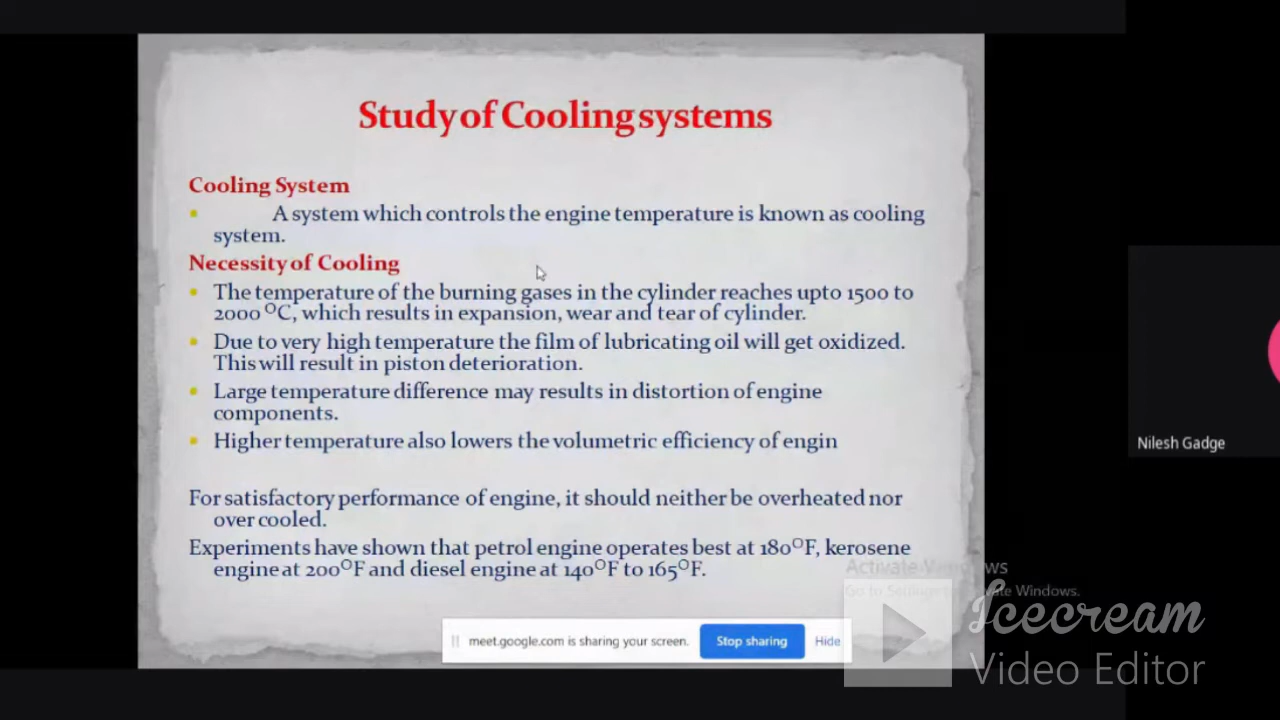 Study of Cooling systems
Cooling System
A system which controls the engine temperature is known as cooling
system.
Necessity of Cooling
The temperature of the burning gases in the cylinder reaches upto 1500 to
2000 ᴼC, which results in expansion, wear and tear of cylinder.
Due to very high temperature the film of lubricating oil will get oxidized.
This will result in piston deterioration.
Large temperature difference may results in distortion of engine
components.
Higher temperature also lowers the volumetric efficiency of engin
Nilesh Gadge
For satisfactory performance of engine, it should neither be overheated nor
over cooled.
Experiments have shown that petrol engine operates best at 180ᴼF, kerosene
engine at 200ᴼF and diesel engine at 140ᴼF to 165ᴼF.
Activate Windows
Go to Settings to activate Windows.
meet.google.com is sharing your screen. Stop sharing Hide
Icecream
Video Editor